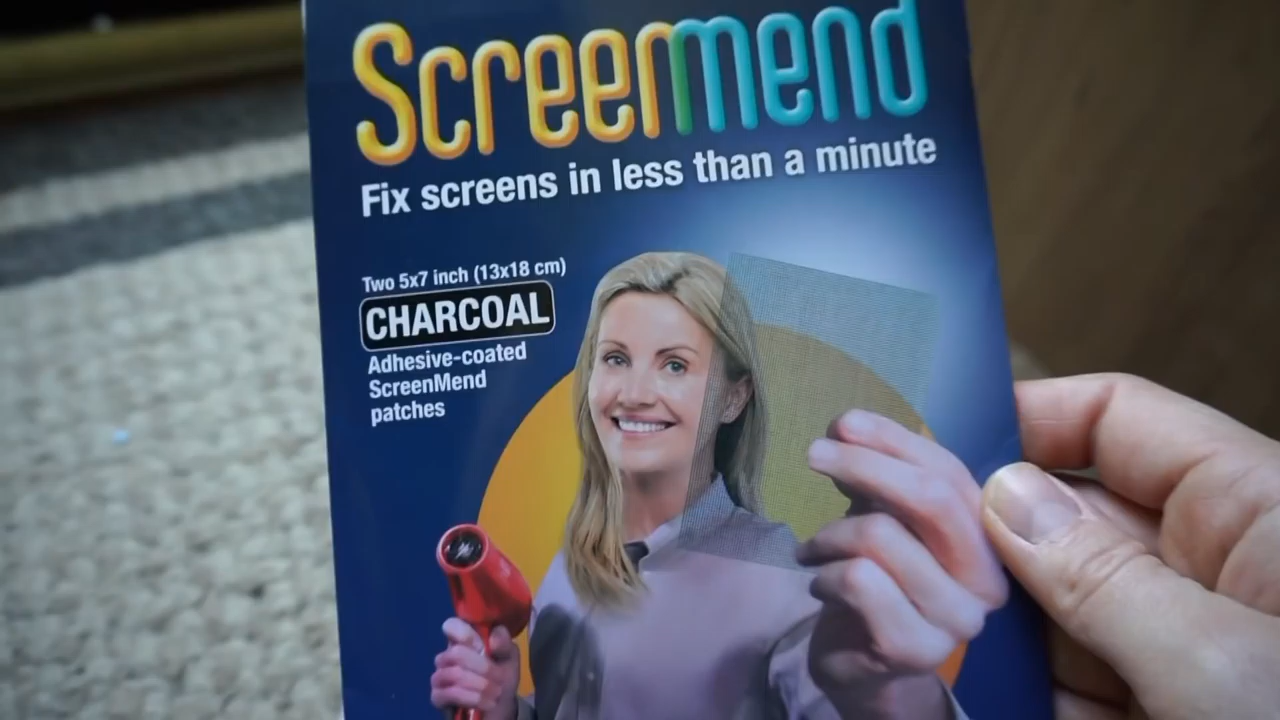 Screenmend
Fix screens in less than a minute
Two 5x7 inch (13x18 cm)
CHARCOAL
Adhesive-coated
ScreenMend
patches